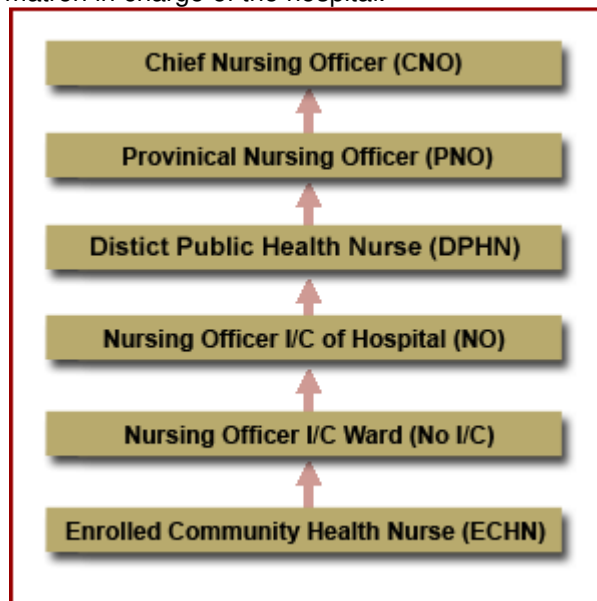 matron in charge of the hospital.
Chief Nursing Officer (CNO)
Provinical Nursing Officer (PNO)
Distict Public Health Nurse (DPHN)
Nursing Officer I/C of Hospital (NO)
Nursing Officer I/C Ward (No I/C)
Enrolled Community Health Nurse (ECHN)